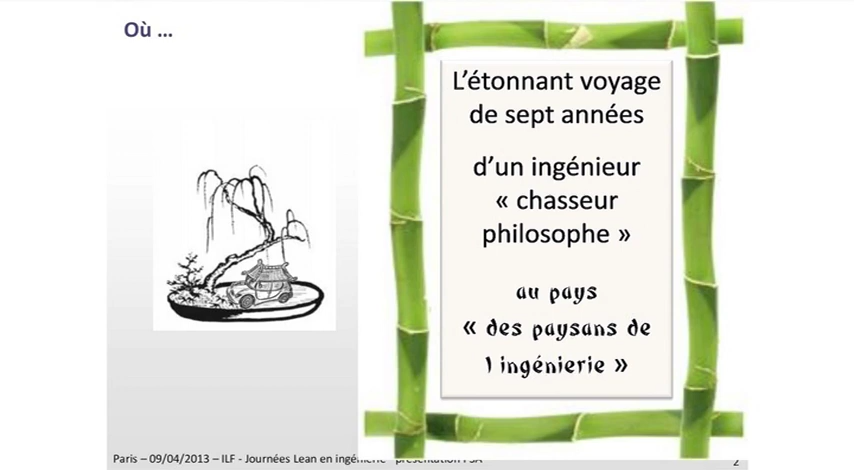 Où ...
L'étonnant voyage
de sept années
d'un ingénieur
« chasseur
philosophe »
au pays
« des paysans de
l ingénierie »
Paris – 09/04/2013 – ILF - Journées Lean en ingénierie - présentation PSA
2